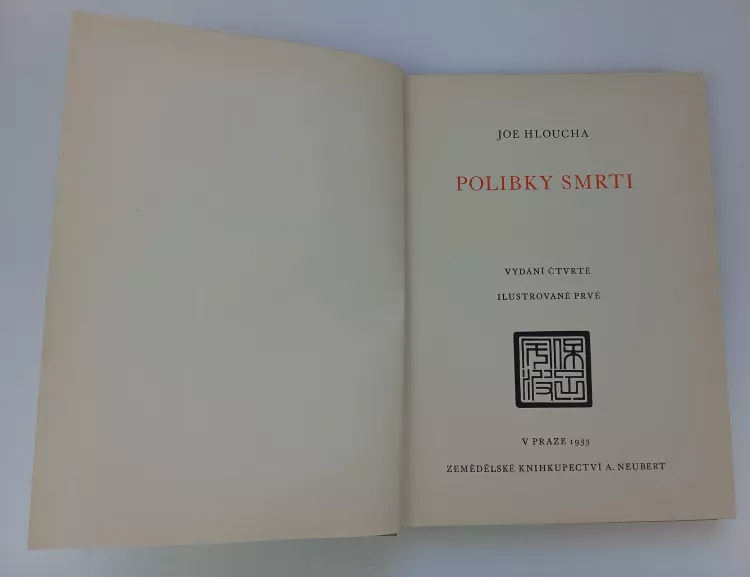 JOE HLOUCHA
POLIBKY SMRTI
VYDÁNÍ ČTVRTÉ
ILUSTROVANÉ PRVÉ
V PRAZE 1933
ZEMĚDĚLSKÉ KNIHKUPECTVÍ A. NEUBERT